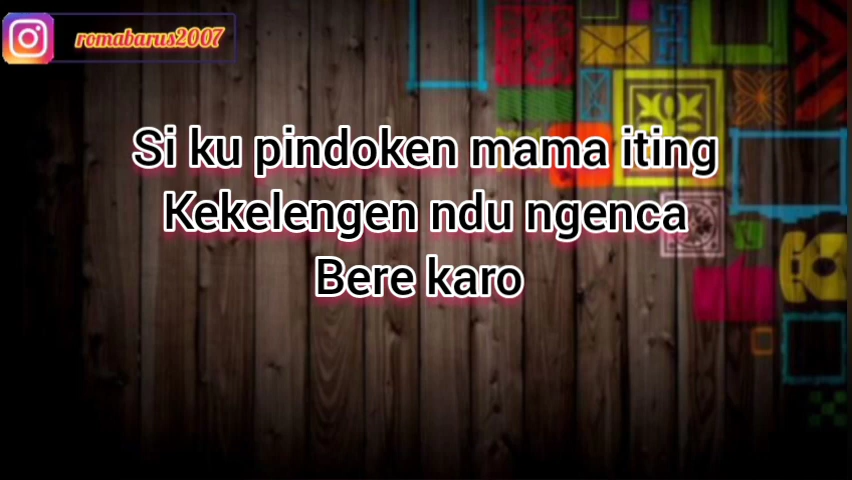 romabarus2007
Si ku pindoken mama iting
Kekelengen ndu ngenca
Bere karo